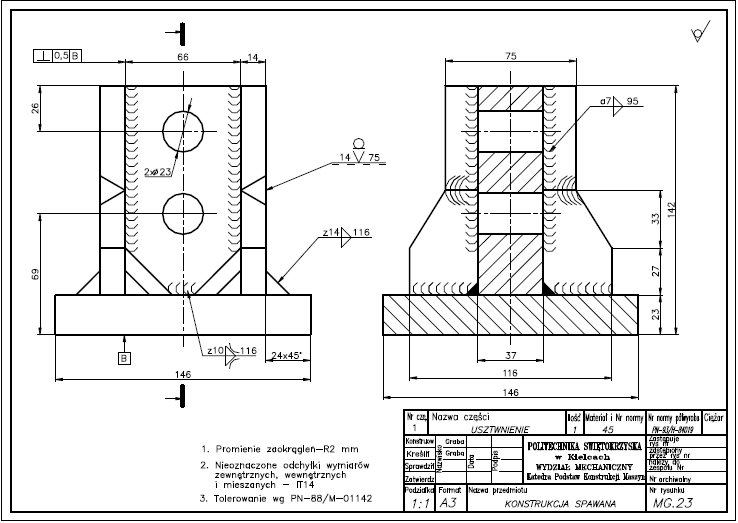 ⊥ 0,5 B
66
14
75
26
a7 95
2xø23
14 75
142
z14 116
33
69
27
23
B
z10 116
24x45°
37
146
116
146
1. Promienie zaokrągleń-R2 mm
2. Nieoznaczone odchyłki wymiarów
zewnętrznych, wewnętrznych
i mieszanych - IT14
3. Tolerowanie wg PN-88/M-01142
Nr czę. Nazwa części Ilość Materiał i Nr normy Nr normy półwyrobu Ciężar
1 USZTWNIENIE 1 45 PN-83/H-84019
Konstruow Graba
Kreślił Graba
Sprawdził
Zatwierdz
Nazwisko
Data
Podpis
POLITECHNIKA SWIĘTOKRZYSKA
w Kielcach
WYDZIAŁ MECHANICZNY
Katedra Podstaw Konstrukcji Maszyn
Zastępuje
rys nr
zastąpiony
przez rys nr
należy do
zespołu Nr
Nr archiwalny
Podziałka Format Nazwa przedmiotu Nr rysunku
1:1 A3 KONSTRUKCJA SPAWANA MG.23